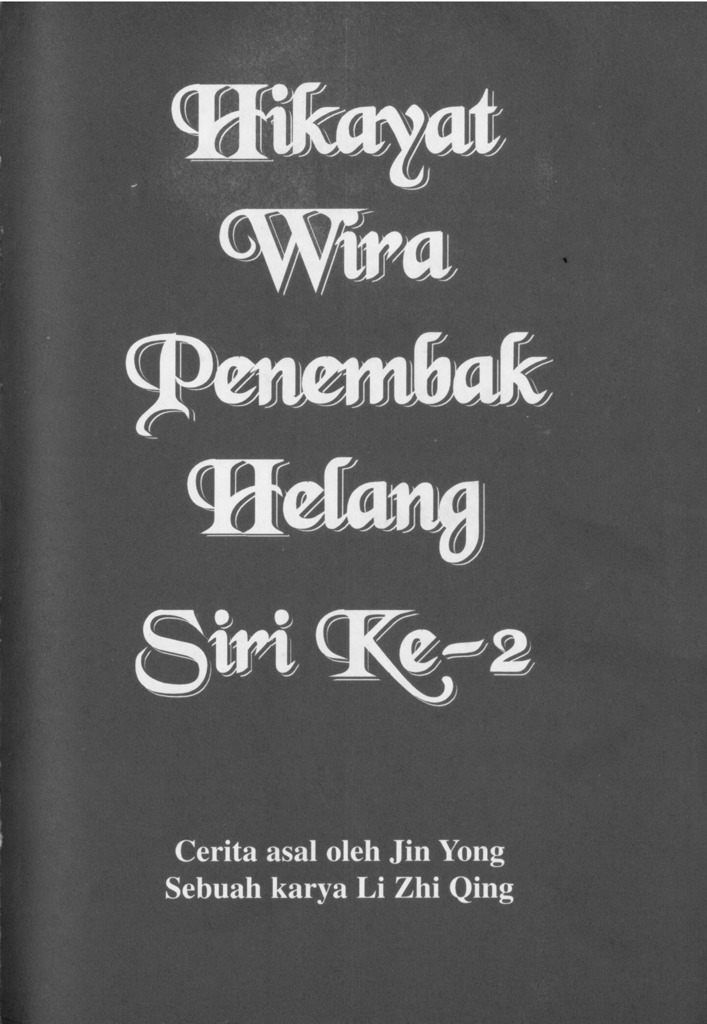 Hikayat
Wira
Penembak
Helang
Siri Ke-2
Cerita asal oleh Jin Yong
Sebuah karya Li Zhi Qing